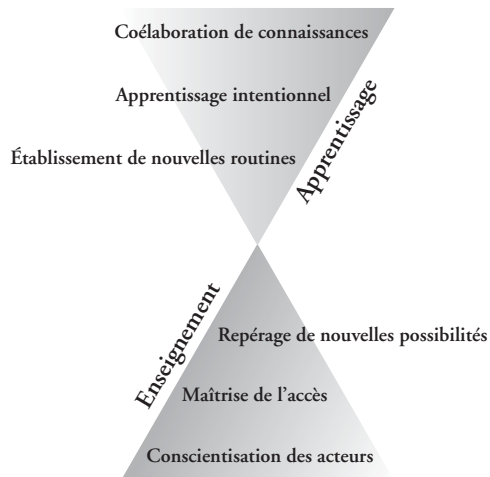 Coélaboration de connaissances
Apprentissage intentionnel
Apprentissage
Établissement de nouvelles routines
Enseignement
Repérage de nouvelles possibilités
Maîtrise de l’accès
Conscientisation des acteurs